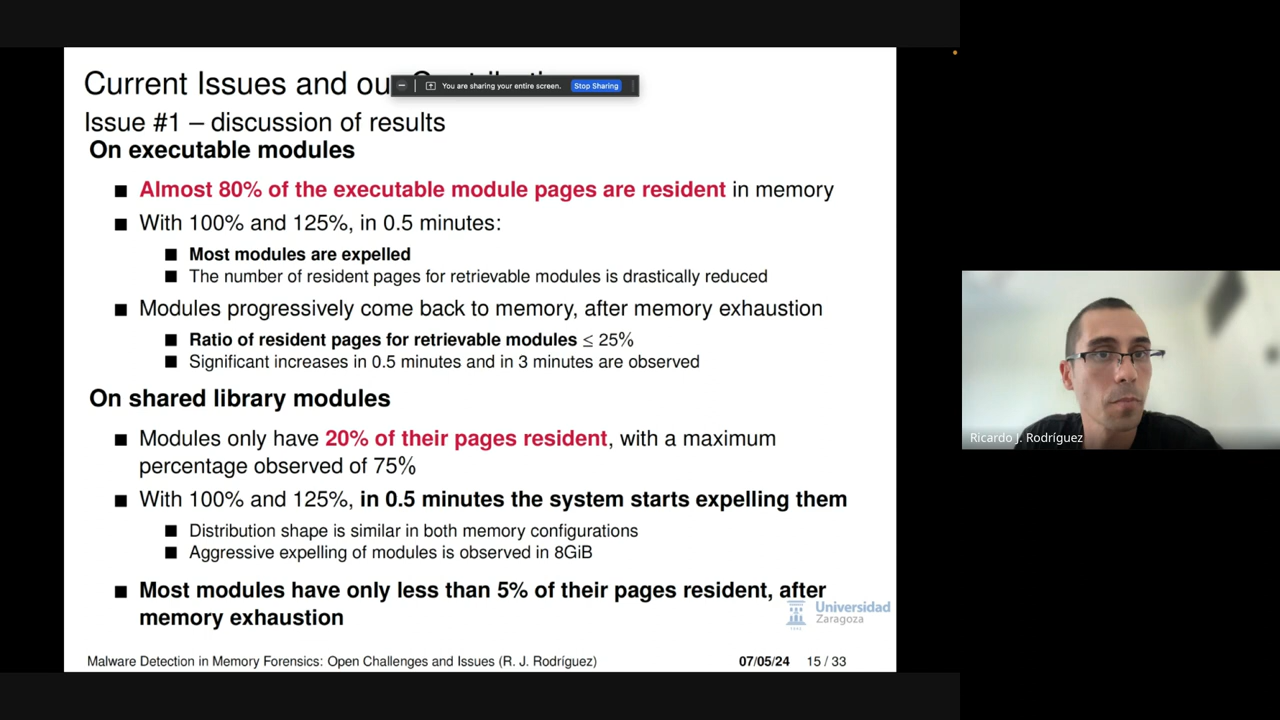 Current Issues and ou
You are sharing your entire screen. Stop Sharing
Issue #1 – discussion of results
On executable modules
Almost 80% of the executable module pages are resident in memory
With 100% and 125%, in 0.5 minutes:
Most modules are expelled
The number of resident pages for retrievable modules is drastically reduced
Modules progressively come back to memory, after memory exhaustion
Ratio of resident pages for retrievable modules ≤ 25%
Significant increases in 0.5 minutes and in 3 minutes are observed
On shared library modules
Modules only have 20% of their pages resident, with a maximum
percentage observed of 75%
With 100% and 125%, in 0.5 minutes the system starts expelling them
Distribution shape is similar in both memory configurations
Aggressive expelling of modules is observed in 8GiB
Most modules have only less than 5% of their pages resident, after
memory exhaustion
Universidad
Zaragoza
Malware Detection in Memory Forensics: Open Challenges and Issues (R. J. Rodríguez) 07/05/24 15 / 33
Ricardo J. Rodríguez